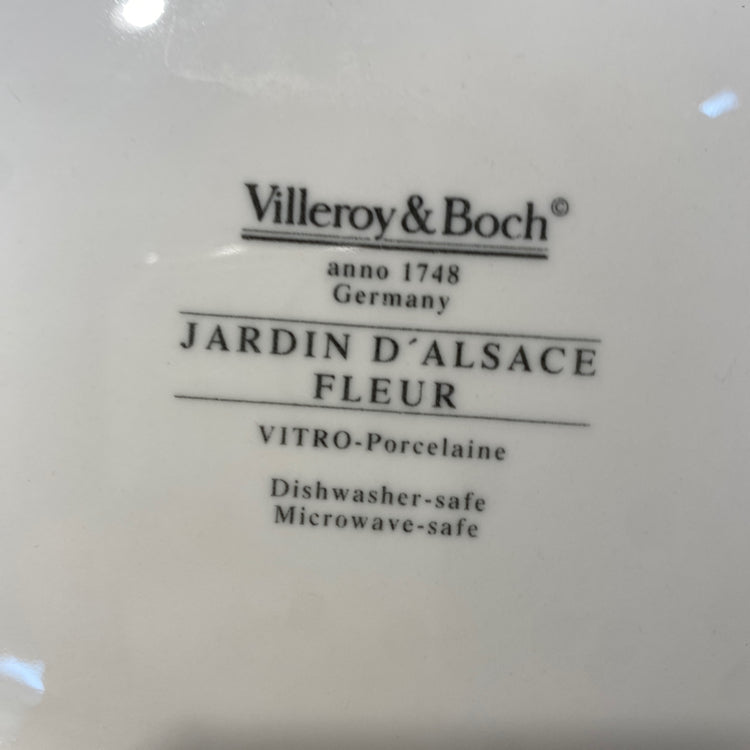 Villeroy & Boch©
anno 1748
Germany
JARDIN D´ALSACE
FLEUR
VITRO-Porcelaine
Dishwasher-safe
Microwave-safe